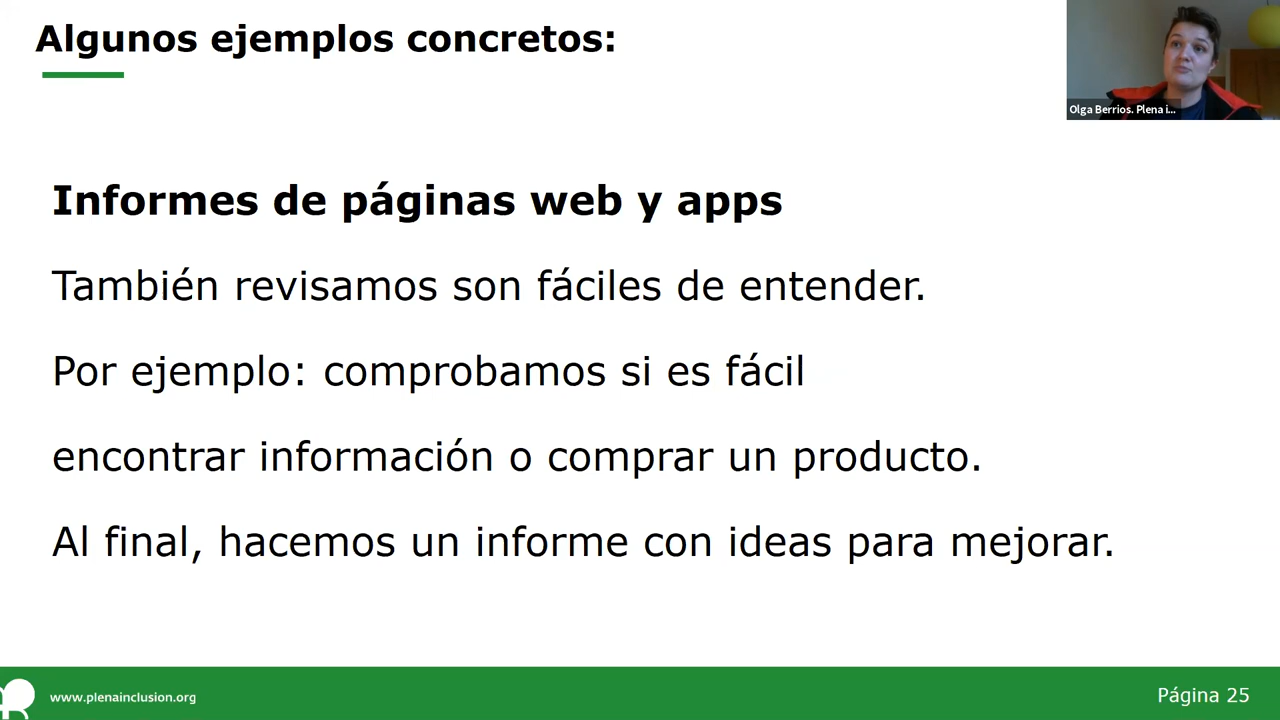 Algunos ejemplos concretos:
Olga Berrios. Plena i...
Informes de páginas web y apps
También revisamos son fáciles de entender.
Por ejemplo: comprobamos si es fácil
encontrar información o comprar un producto.
Al final, hacemos un informe con ideas para mejorar.
www.plenainclusion.org
Página 25